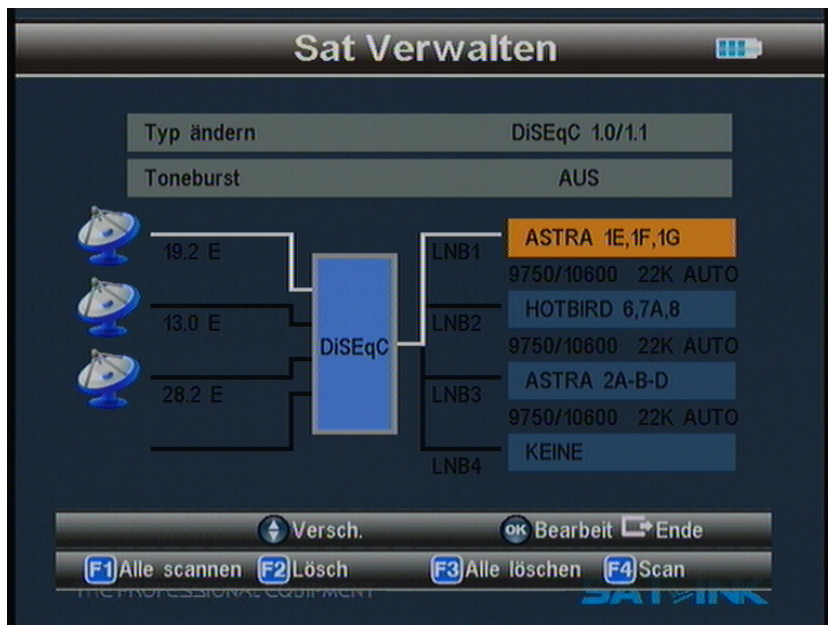 Sat Verwalten
Typ ändern DiSEqC 1.0/1.1
Toneburst AUS
19.2 E LNB1 ASTRA 1E,1F,1G
9750/10600 22K AUTO
13.0 E DiSEqC LNB2 HOTBIRD 6,7A,8
9750/10600 22K AUTO
28.2 E LNB3 ASTRA 2A-B-D
9750/10600 22K AUTO
LNB4 KEINE
Versch. OK Bearbeit Ende
F1 Alle scannen F2 Lösch F3 Alle löschen F4 Scan
THE PROFESSIONAL EQUIPMENT